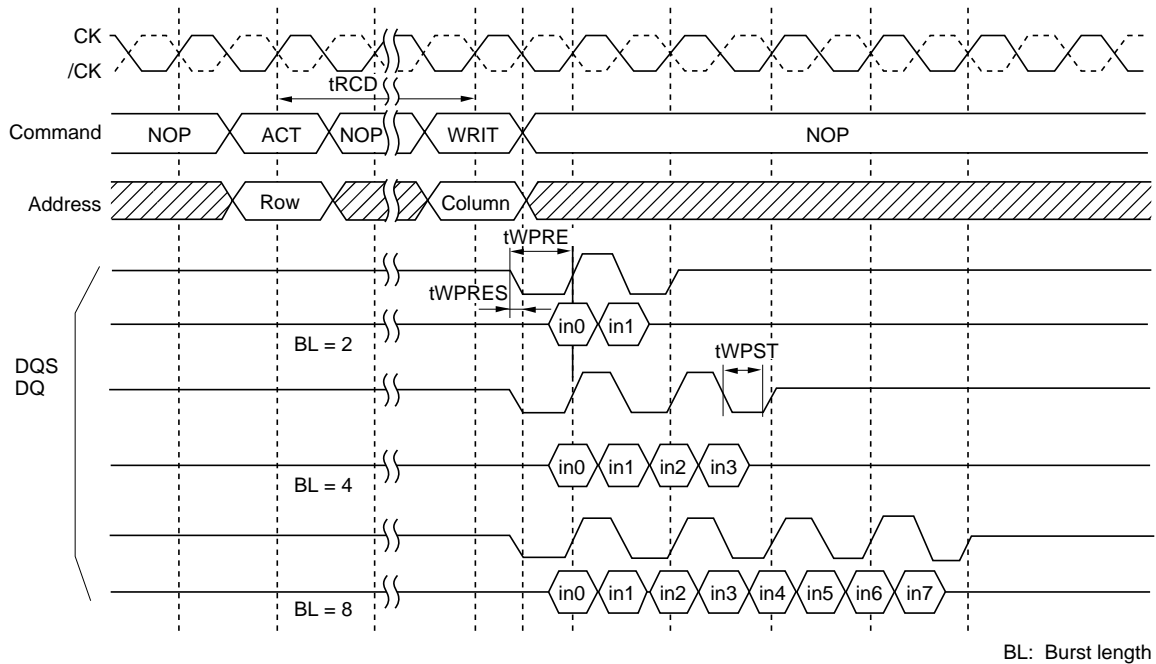 CK
/CK
tRCD
Command NOP ACT NOP WRIT NOP
Address Row Column
tWPRE
tWPRES
in0 in1
BL = 2
tWPST
DQS
DQ
in0 in1 in2 in3
BL = 4
in0 in1 in2 in3 in4 in5 in6 in7
BL = 8
BL: Burst length